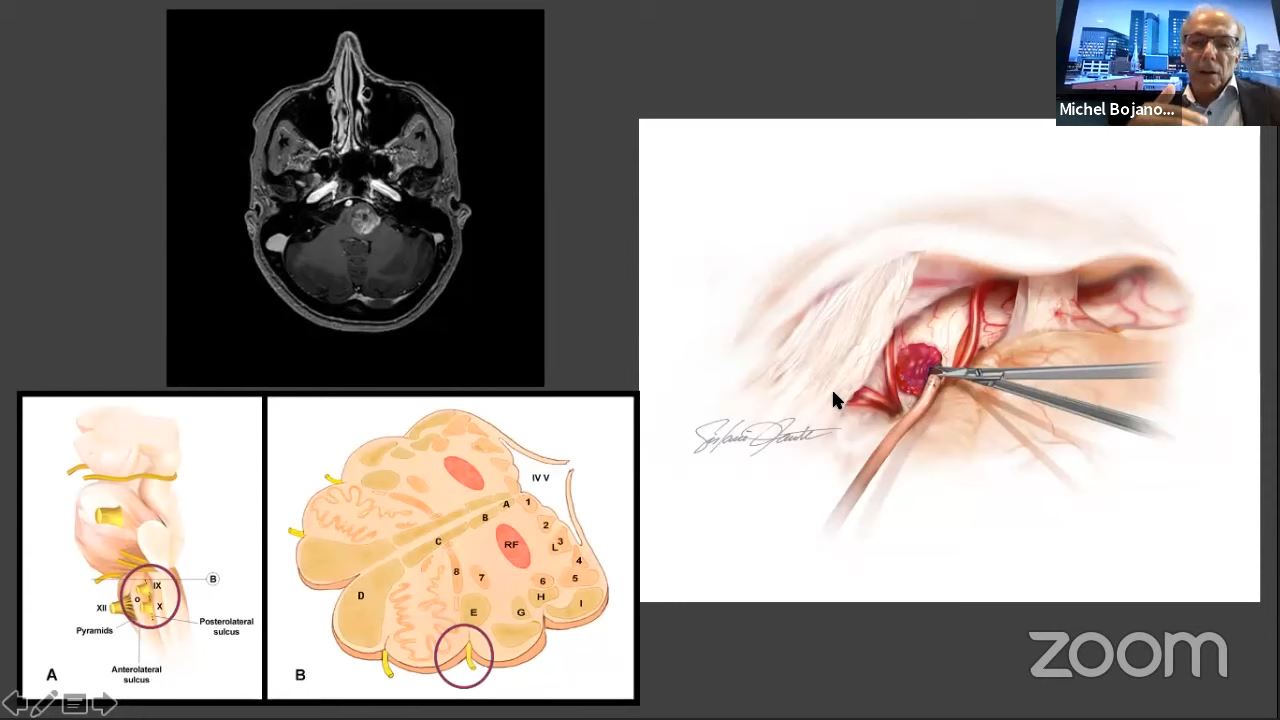 Michel Bojano...
IX
B
O
XII
X
Pyramids
Posterolateral
sulcus
Anterolateral
sulcus
A
IV V
A
1
B
2
C
RF
L
3
4
8
7
6
5
D
H
I
E
G
B
zoom